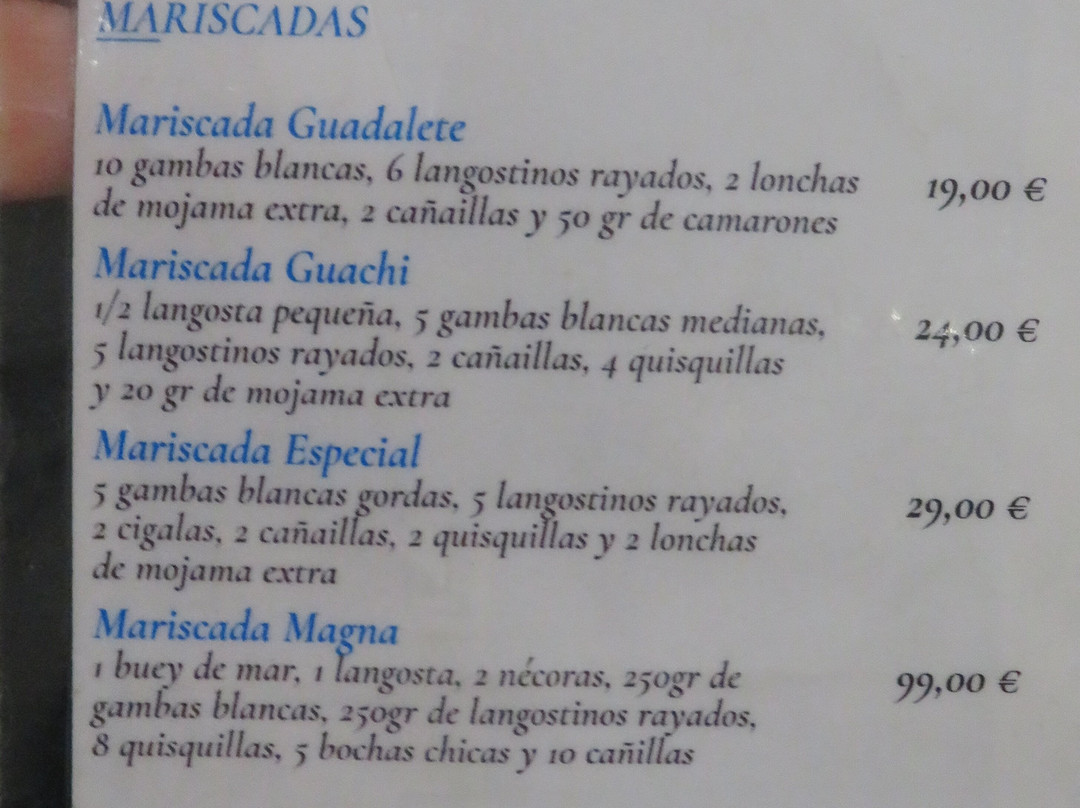 MARISCADAS
Mariscada Guadalete
10 gambas blancas, 6 langostinos rayados, 2 lonchas
de mojama extra, 2 cañaillas y 50 gr de camarones
19,00 €
Mariscada Guachi
1/2 langosta pequeña, 5 gambas blancas medianas,
5 langostinos rayados, 2 cañaillas, 4 quisquillas
y 20 gr de mojama extra
24,00 €
Mariscada Especial
5 gambas blancas gordas, 5 langostinos rayados,
2 cigalas, 2 cañaillas, 2 quisquillas y 2 lonchas
de mojama extra
29,00 €
Mariscada Magna
1 buey de mar, 1 langosta, 2 nécoras, 250gr de
gambas blancas, 250gr de langostinos rayados,
8 quisquillas, 5 bochas chicas y 10 cañillas
99,00 €